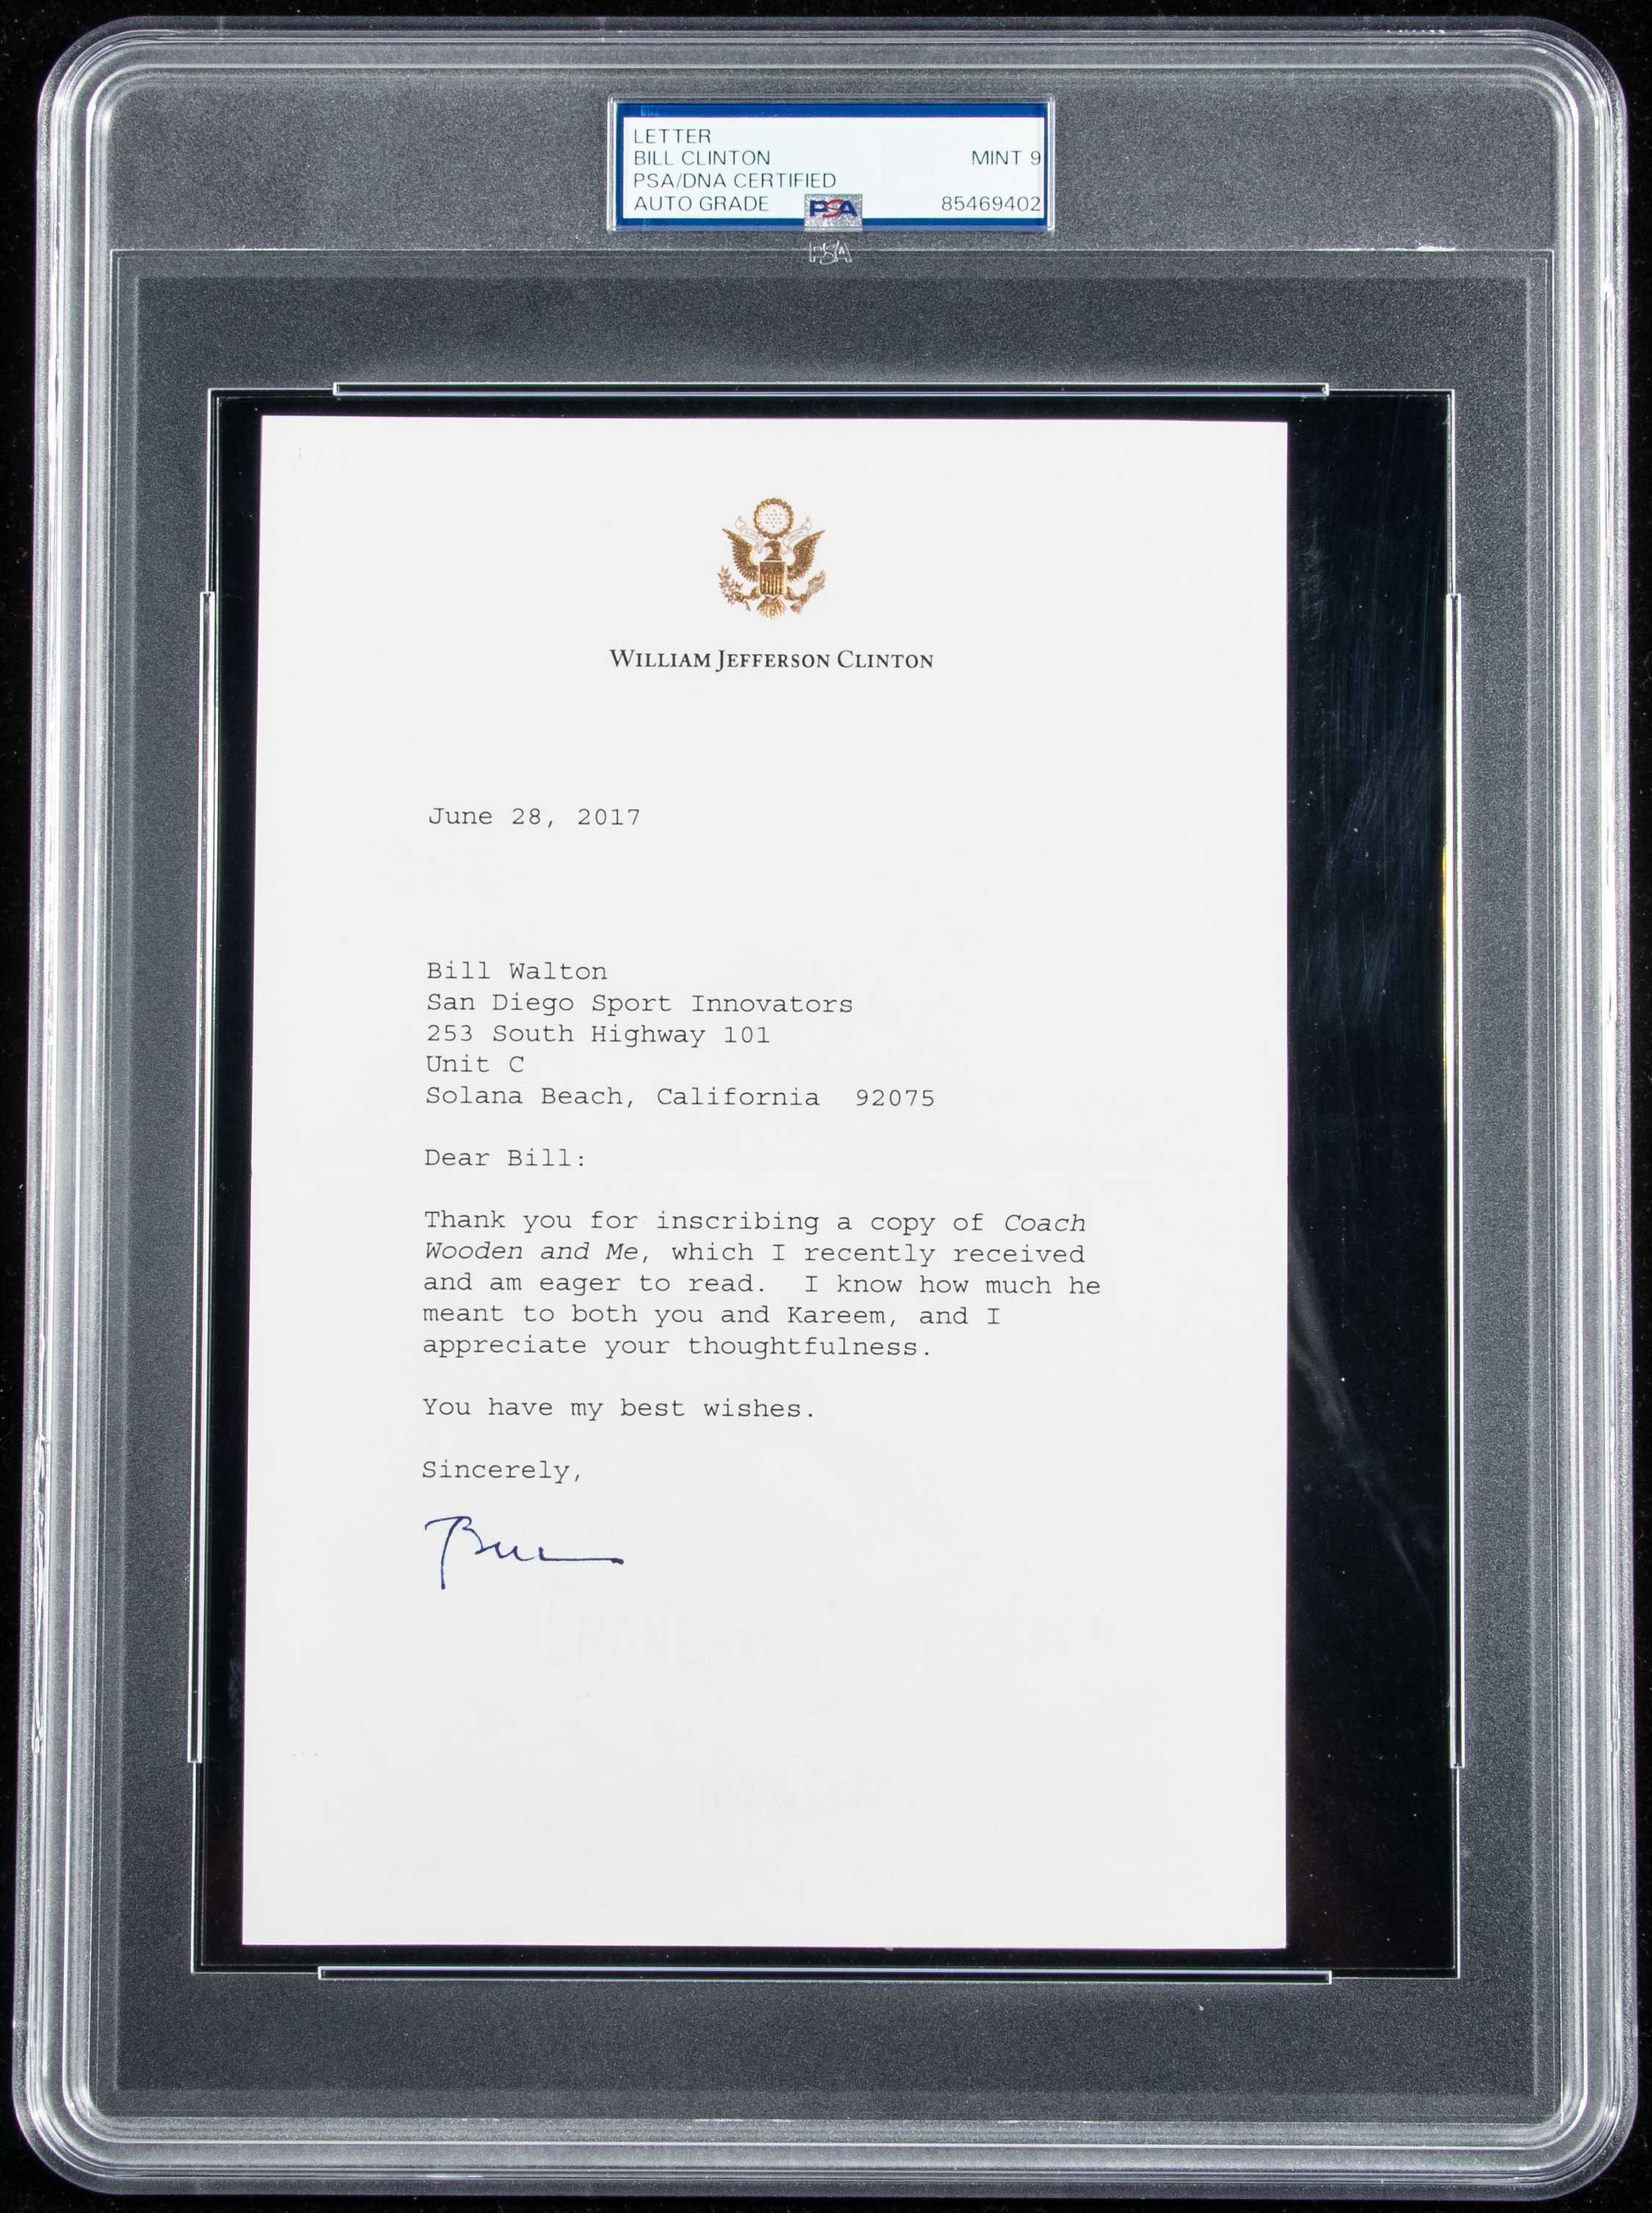 LETTER
BILL CLINTON MINT 9
PSA/DNA CERTIFIED
AUTO GRADE PSA 85469402
PSA
WILLIAM JEFFERSON CLINTON
June 28, 2017
Bill Walton
San Diego Sport Innovators
253 South Highway 101
Unit C
Solana Beach, California 92075
Dear Bill:
Thank you for inscribing a copy of Coach
Wooden and Me, which I recently received
and am eager to read. I know how much he
meant to both you and Kareem, and I
appreciate your thoughtfulness.
You have my best wishes.
Sincerely,
Bill